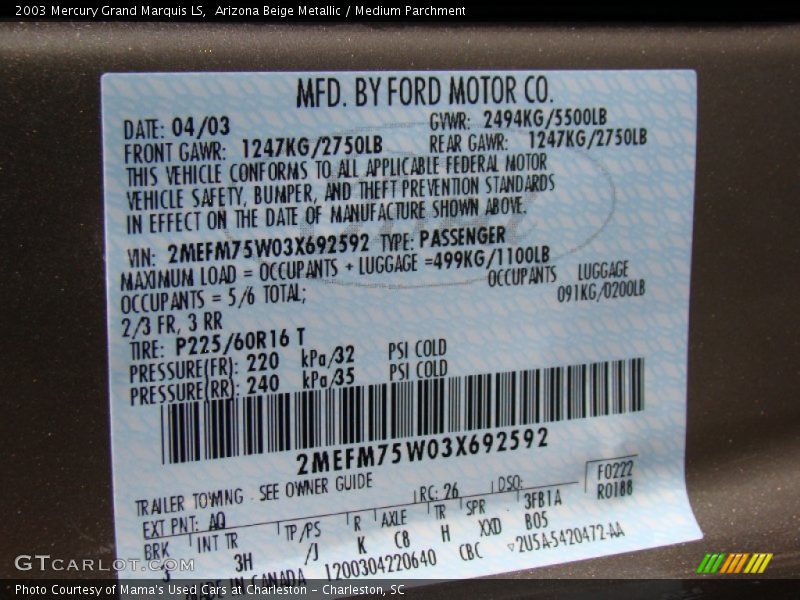 2003 Mercury Grand Marquis LS,  Arizona Beige Metallic / Medium Parchment
MFD. BY FORD MOTOR CO.
DATE: 04/03 GVWR: 2494KG/5500LB
FRONT GAWR: 1247KG/2750LB REAR GAWR: 1247KG/2750LB
THIS VEHICLE CONFORMS TO ALL APPLICABLE FEDERAL MOTOR
VEHICLE SAFETY, BUMPER, AND THEFT PREVENTION STANDARDS
IN EFFECT ON THE DATE OF MANUFACTURE SHOWN ABOVE.
VIN: 2MEFM75W03X692592 TYPE: PASSENGER
MAXIMUM LOAD = OCCUPANTS + LUGGAGE =499KG/1100LB
OCCUPANTS = 5/6 TOTAL; OCCUPANTS LUGGAGE
2/3 FR, 3 RR 091KG/0200LB
TIRE: P225/60R16 T
PRESSURE(FR): 220 kPa/32 PSI COLD
PRESSURE(RR): 240 kPa/35 PSI COLD
2MEFM75W03X692592
TRAILER TOWING - SEE OWNER GUIDE
EXT PNT: AQ RC: 26 DSO: F0222
R0188
BRK INT TR TP/PS R AXLE TR SPR 3FB1A
3 3H /J K C8 H XXD B05
MADE IN CANADA 1200304220640 CBC ▽2U5A-5420472-AA
GTCarlot.com
Photo Courtesy of Mama's Used Cars at Charleston – Charleston, SC